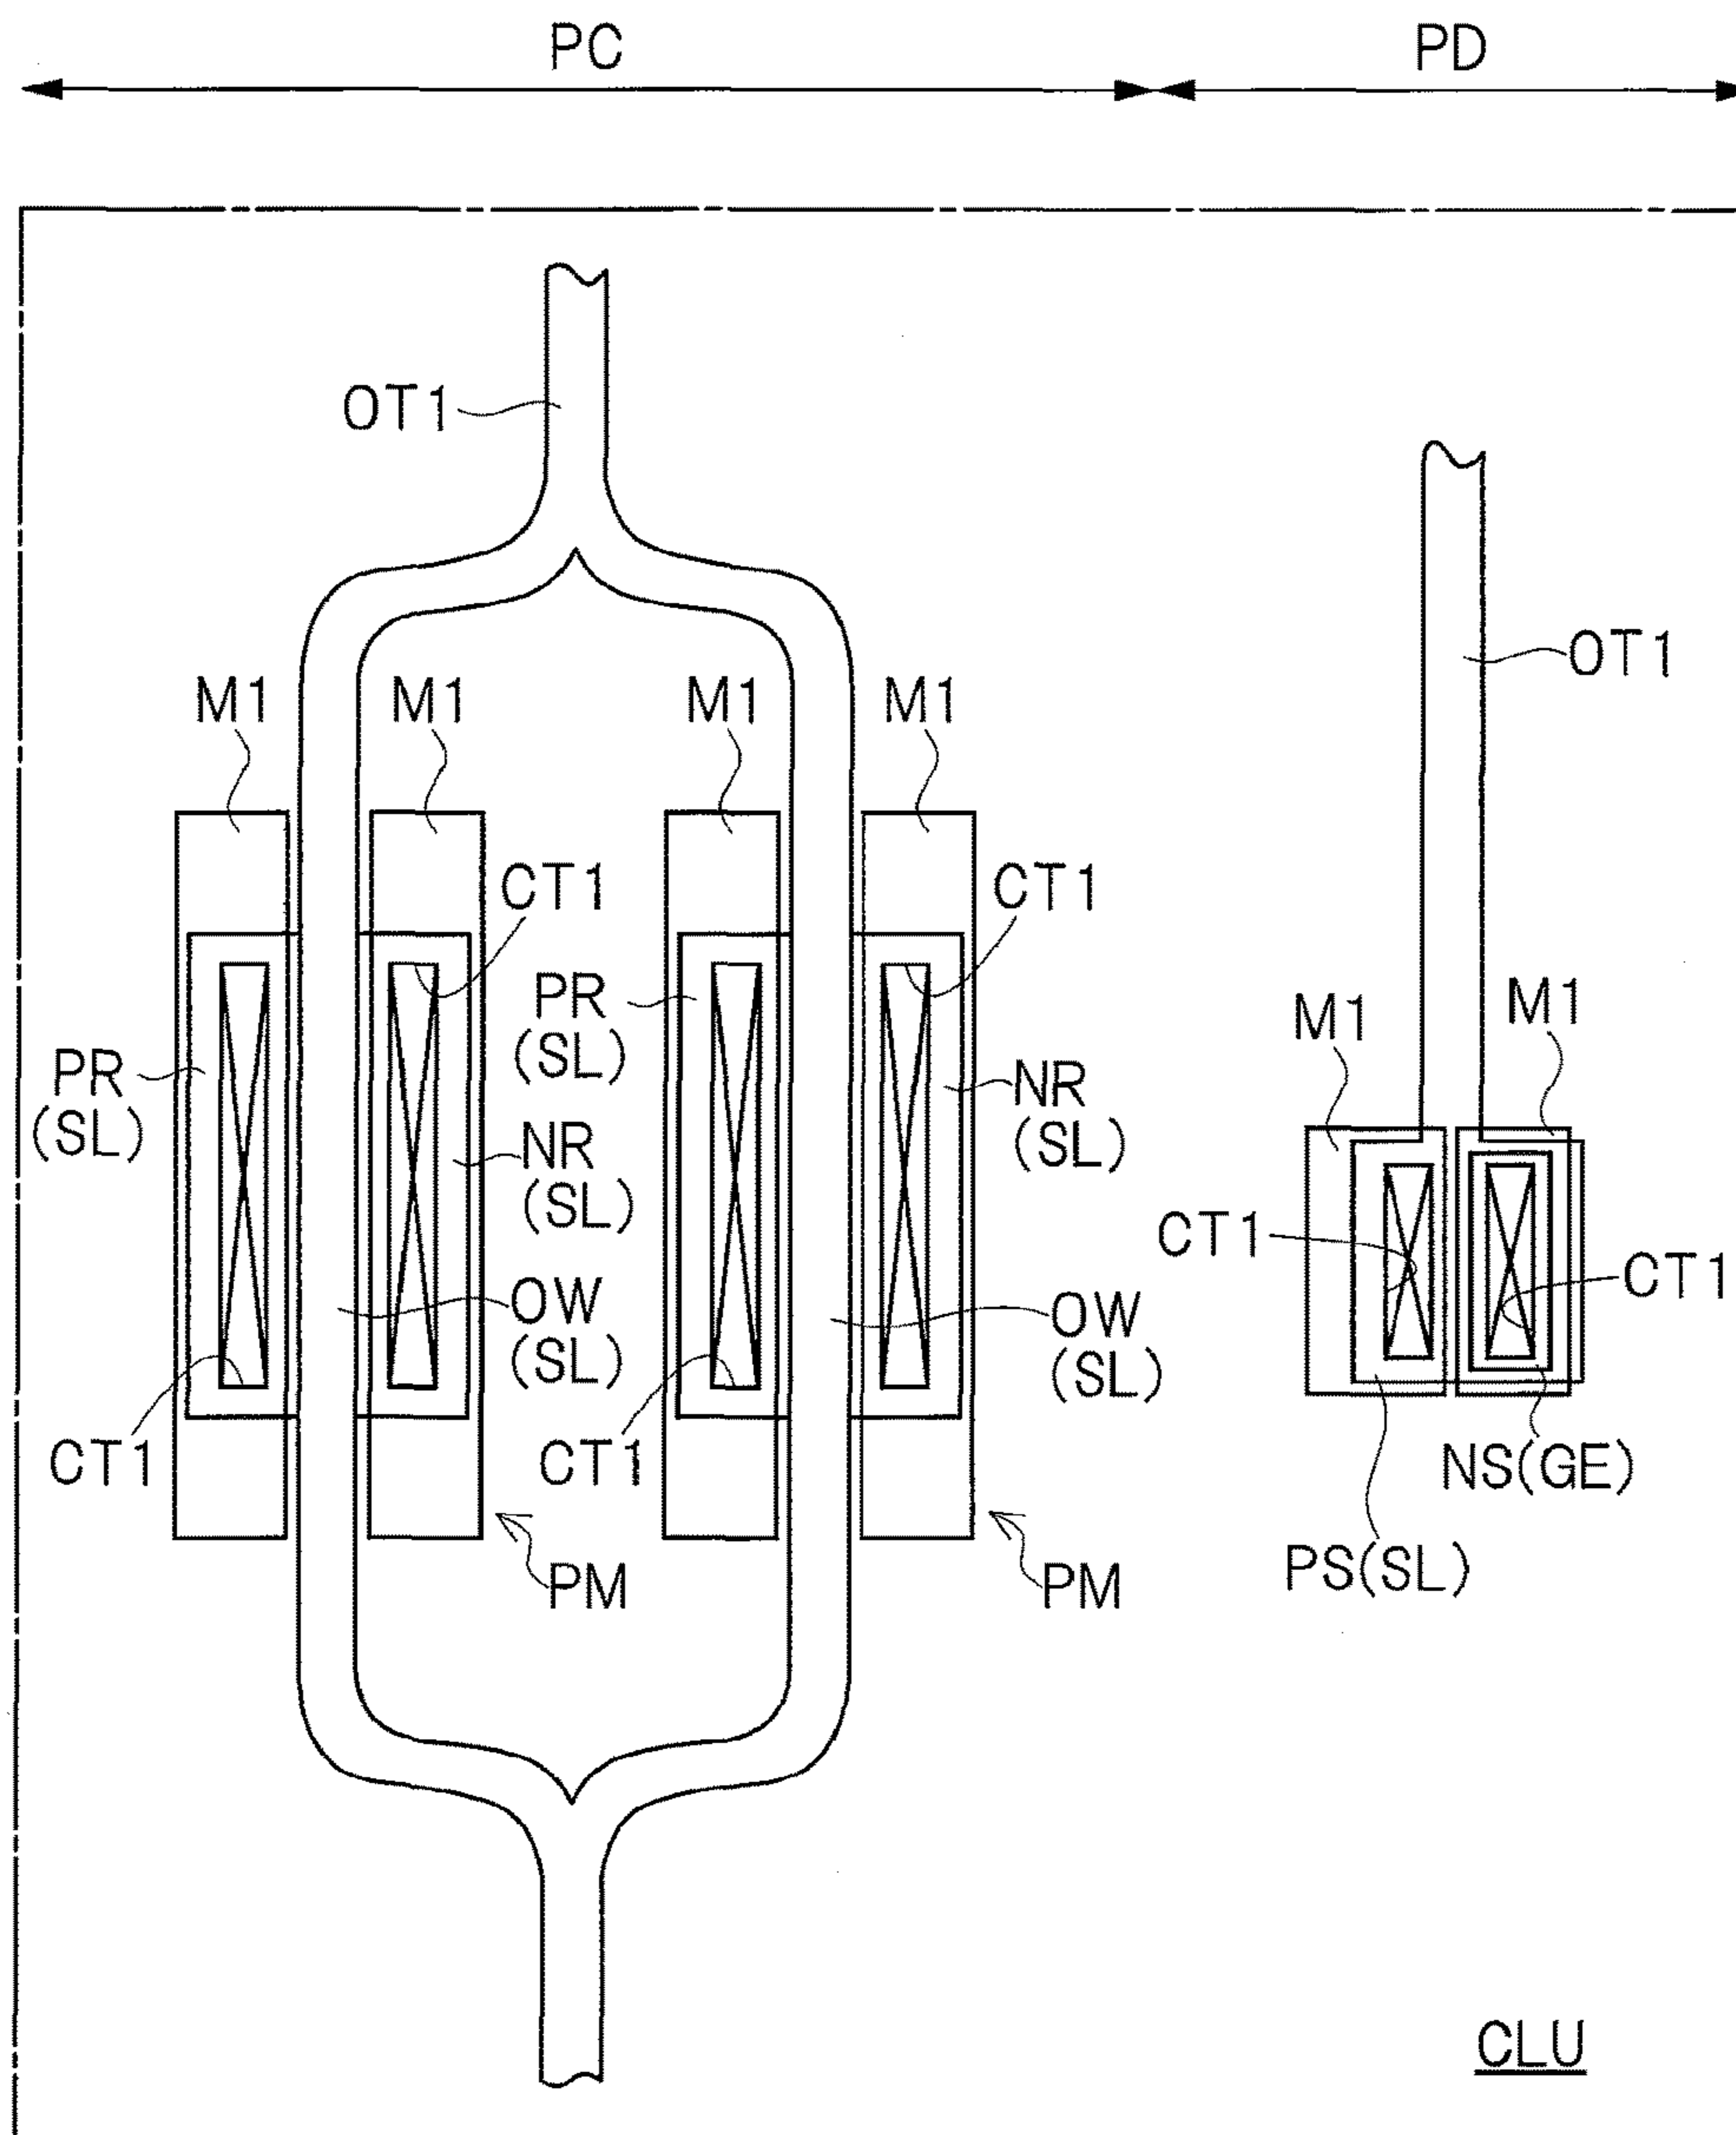 PC
PD
OT1
OT1
M1
M1
M1
M1
CT1
CT1
PR
(SL)
PR
(SL)
NR
(SL)
NR
(SL)
M1
M1
CT1
CT1
OW
(SL)
OW
(SL)
CT1
CT1
NS(GE)
PS(SL)
PM
PM
CLU